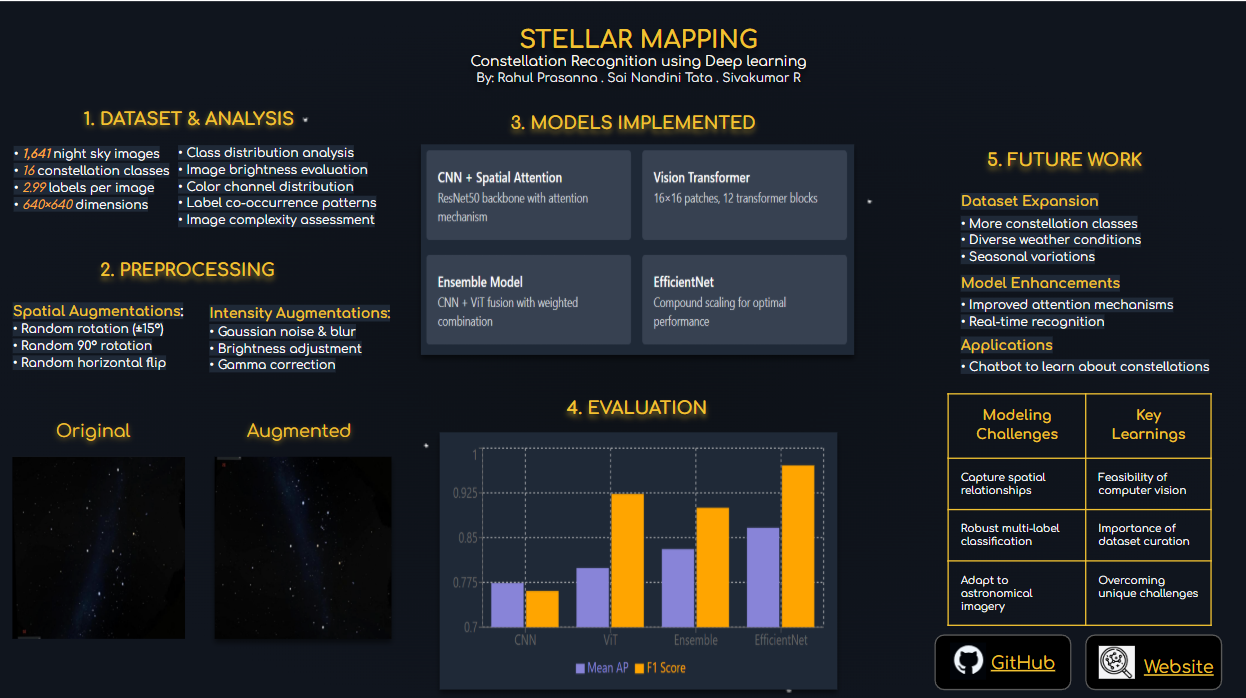 STELLAR MAPPING
Constellation Recognition using Deep learning
By: Rahul Prasanna . Sai Nandini Tata . Sivakumar R
1. DATASET & ANALYSIS
• 1,641 night sky images
• 16 constellation classes
• 2.99 labels per image
• 640×640 dimensions
• Class distribution analysis
• Image brightness evaluation
• Color channel distribution
• Label co-occurrence patterns
• Image complexity assessment
2. PREPROCESSING
Spatial Augmentations:
• Random rotation (±15°)
• Random 90° rotation
• Random horizontal flip
Intensity Augmentations:
• Gaussian noise & blur
• Brightness adjustment
• Gamma correction
Original
Augmented
3. MODELS IMPLEMENTED
CNN + Spatial Attention
ResNet50 backbone with attention
mechanism
Vision Transformer
16×16 patches, 12 transformer blocks
Ensemble Model
CNN + ViT fusion with weighted
combination
EfficientNet
Compound scaling for optimal
performance
4. EVALUATION
1
0.925
0.85
0.775
0.7
CNN
ViT
Ensemble
EfficientNet
Mean AP
F1 Score
5. FUTURE WORK
Dataset Expansion
• More constellation classes
• Diverse weather conditions
• Seasonal variations
Model Enhancements
• Improved attention mechanisms
• Real-time recognition
Applications
• Chatbot to learn about constellations
Modeling
Challenges
Key
Learnings
Capture spatial
relationships
Feasibility of
computer vision
Robust multi-label
classification
Importance of
dataset curation
Adapt to
astronomical
imagery
Overcoming
unique challenges
GitHub
Website